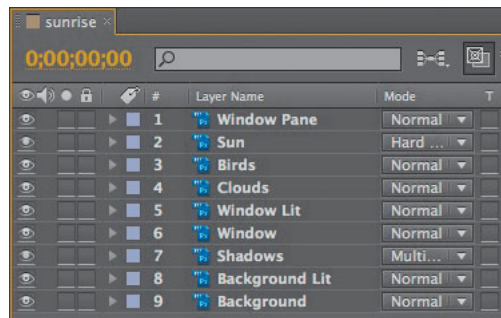 sunrise ×
0;00;00;00
# Layer Name Mode T
1 Window Pane Normal
2 Sun Hard ...
3 Birds Normal
4 Clouds Normal
5 Window Lit Normal
6 Window Normal
7 Shadows Multi...
8 Background Lit Normal
9 Background Normal